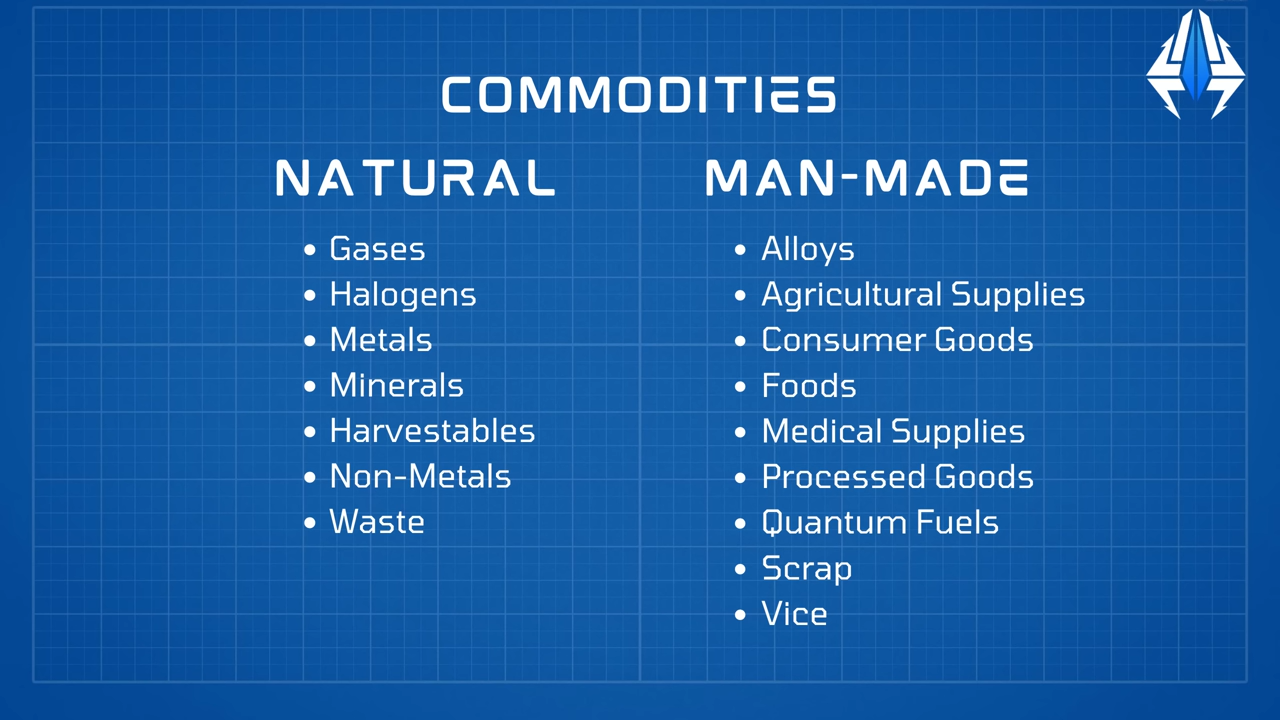 COMMODITIES
NATURAL
• Gases
• Halogens
• Metals
• Minerals
• Harvestables
• Non-Metals
• Waste
MAN-MADE
• Alloys
• Agricultural Supplies
• Consumer Goods
• Foods
• Medical Supplies
• Processed Goods
• Quantum Fuels
• Scrap
• Vice